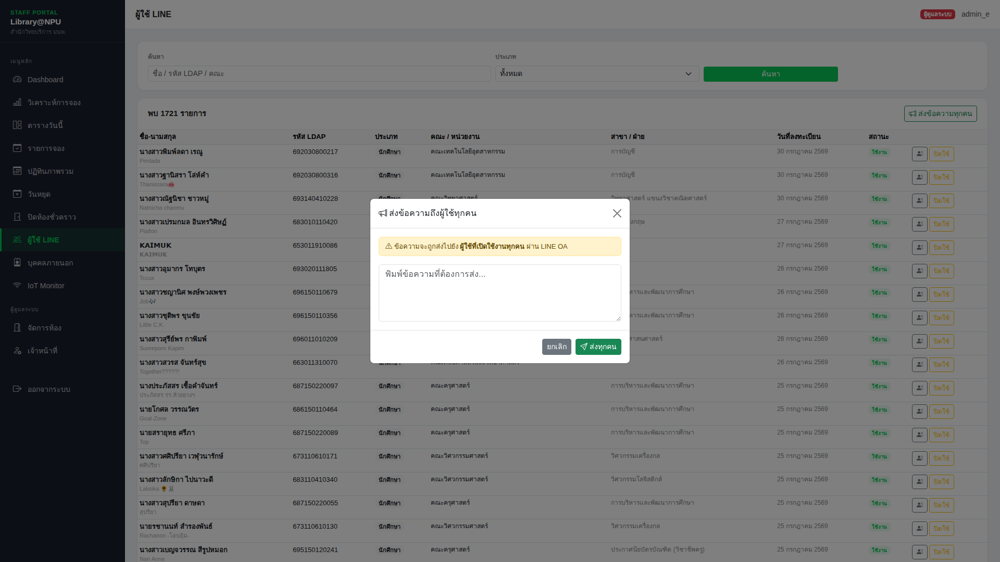 STAFF PORTAL
Library@NPU
สำนักวิทยบริการ มนพ.
เมนูหลัก
Dashboard
วิเคราะห์การจอง
ตารางวันนี้
รายการจอง
ปฏิทินภาพรวม
วันหยุด
ปิดห้องชั่วคราว
ผู้ใช้ LINE
บุคคลภายนอก
IoT Monitor
ผู้ดูแลระบบ
จัดการห้อง
เจ้าหน้าที่
ออกจากระบบ
ผู้ใช้ LINE
ผู้ดูแลระบบ admin_e
ค้นหา ประเภท
ชื่อ / รหัส LDAP / คณะ ทั้งหมด ค้นหา
พบ 1721 รายการ ส่งข้อความทุกคน
ชื่อ-นามสกุล รหัส LDAP ประเภท คณะ / หน่วยงาน สาขา / ฝ่าย วันที่ลงทะเบียน สถานะ
นางสาวพิมพ์ลดา เรณู 692030800217 นักศึกษา คณะเทคโนโลยีอุตสาหกรรม การบัญชี 30 กรกฎาคม 2569 ใช้งาน ปิดใช้
Pimlada
นางสาวฐานิสรา โล่ห์คำ 692030800316 นักศึกษา คณะเทคโนโลยีอุตสาหกรรม การบัญชี 30 กรกฎาคม 2569 ใช้งาน ปิดใช้
Thanissara🐽
นางสาวณัฐนิชา ชาวหมู่ 693140410228 นักศึกษา คณะวิทยาศาสตร์ วิทยาศาสตร์ แขนงวิชาคณิตศาสตร์ 30 กรกฎาคม 2569 ใช้งาน ปิดใช้
Natnicha chaomu
นางสาวเปรมกมล อินทรวิศิษฏ์ 683010110420 27 กรกฎาคม 2569 ใช้งาน ปิดใช้
Plaifon
KAIMUK 653011910086 27 กรกฎาคม 2569 ใช้งาน ปิดใช้
KAIMUK
นางสาวอุมากร โทบุตร 693020111805 26 กรกฎาคม 2569 ใช้งาน ปิดใช้
Tccux
นางสาวชญานิศ พงษ์พวงเพชร 696150110679 หารและพัฒนาการศึกษา 26 กรกฎาคม 2569 ใช้งาน ปิดใช้
Job🎶
นางสาวชุติพร ขุนชัย 696150110356 หารและพัฒนาการศึกษา 26 กรกฎาคม 2569 ใช้งาน ปิดใช้
Little C.K.
นางสาวสุรีย์พร กาพิมพ์ 696011010209 ศาสนศาสตร์ 26 กรกฎาคม 2569 ใช้งาน ปิดใช้
Sureeporn Kapim
นางสาวสวรส จันทร์สุข 663011310070 นักศึกษา 26 กรกฎาคม 2569 ใช้งาน ปิดใช้
Together?????!
นางประภัสสร เชื้อคำจันทร์ 687150220097 นักศึกษา คณะครุศาสตร์ การบริหารและพัฒนาการศึกษา 25 กรกฎาคม 2569 ใช้งาน ปิดใช้
ประภัสสร รร.ห้วยยางฯ
นายโกศล วรรณวัตร 686150110464 นักศึกษา คณะครุศาสตร์ การบริหารและพัฒนาการศึกษา 25 กรกฎาคม 2569 ใช้งาน ปิดใช้
Goal-Zone
นายสรายุทธ ศรีภา 687150220089 นักศึกษา คณะครุศาสตร์ การบริหารและพัฒนาการศึกษา 25 กรกฎาคม 2569 ใช้งาน ปิดใช้
Top
นางสาวศศิปรียา เวฬุวนารักษ์ 673110610171 นักศึกษา คณะวิศวกรรมศาสตร์ วิศวกรรมเครื่องกล 25 กรกฎาคม 2569 ใช้งาน ปิดใช้
ศศิปรียา
นางสาวลักษิกา ไปนาวะดี 683110410340 นักศึกษา คณะวิศวกรรมศาสตร์ วิศวกรรมโลจิสติกส์ 25 กรกฎาคม 2569 ใช้งาน ปิดใช้
Laksika 🌻🐰
นางสาวสุปรียา ดาษดา 687150220055 นักศึกษา คณะครุศาสตร์ การบริหารและพัฒนาการศึกษา 25 กรกฎาคม 2569 ใช้งาน ปิดใช้
สุปรียา
นายรชานนท์ สำรองพันธ์ 673110610130 นักศึกษา คณะวิศวกรรมศาสตร์ วิศวกรรมเครื่องกล 25 กรกฎาคม 2569 ใช้งาน ปิดใช้
Rachanon -โอบอุ้ม-
นางสาวเบญจวรรณ สีรูปหมอก 695150120241 นักศึกษา คณะครุศาสตร์ ประกาศนียบัตรบัณฑิต (วิชาชีพครู) 25 กรกฎาคม 2569 ใช้งาน ปิดใช้
Nan Anne
ส่งข้อความถึงผู้ใช้ทุกคน
ข้อความจะถูกส่งไปยัง ผู้ใช้ที่เปิดใช้งานทุกคน ผ่าน LINE OA
พิมพ์ข้อความที่ต้องการส่ง...
ยกเลิก ส่งทุกคน